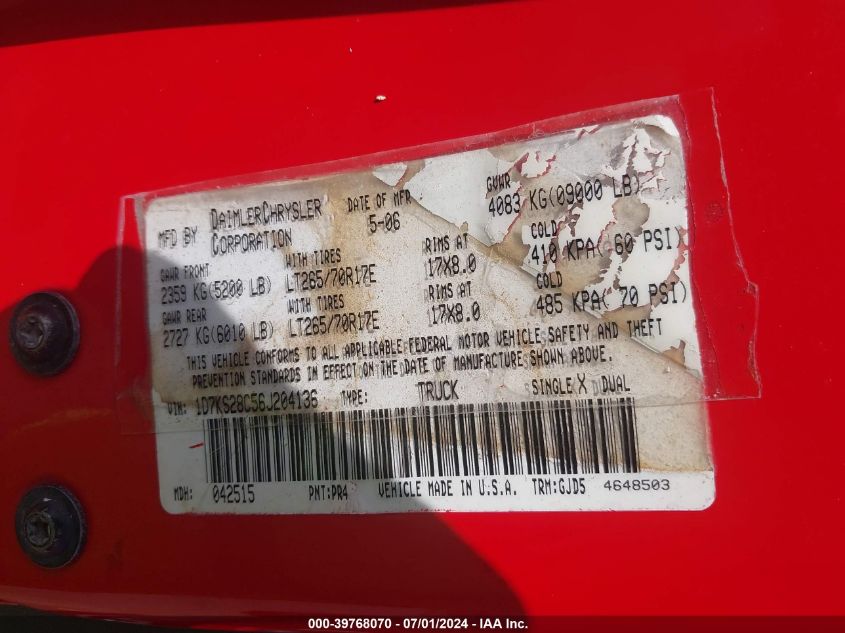 MFD BY DAIMLERCHRYSLER CORPORATION DATE OF MFR 5-06 GVWR 4083 KG(09000 LB)
GAWR FRONT WITH TIRES RIMS AT COLD
2359 KG(5200 LB) LT265/70R17E 17X8.0 410 KPA( 60 PSI)
GAWR REAR WITH TIRES RIMS AT COLD
2727 KG(6010 LB) LT265/70R17E 17X8.0 485 KPA( 70 PSI)
THIS VEHICLE CONFORMS TO ALL APPLICABLE FEDERAL MOTOR VEHICLE SAFETY AND THEFT
PREVENTION STANDARDS IN EFFECT ON THE DATE OF MANUFACTURE SHOWN ABOVE.
VIN: 1D7KS28C56J204136 TYPE: TRUCK SINGLE X DUAL
MDH: 042515 PNT:PR4 VEHICLE MADE IN U.S.A. TRM:GJD5 4648503
000-39768070 - 07/01/2024 - IAA Inc.